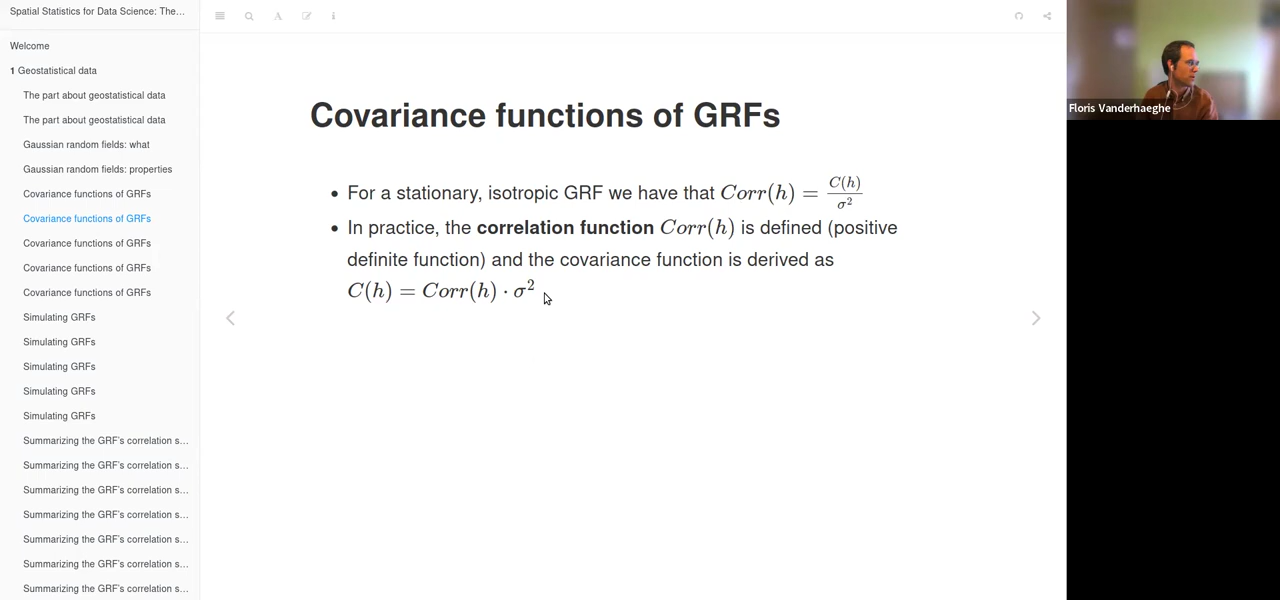 Spatial Statistics for Data Science: The…
Welcome
1 Geostatistical data
The part about geostatistical data
The part about geostatistical data
Gaussian random fields: what
Gaussian random fields: properties
Covariance functions of GRFs
Covariance functions of GRFs
Covariance functions of GRFs
Covariance functions of GRFs
Covariance functions of GRFs
Simulating GRFs
Simulating GRFs
Simulating GRFs
Simulating GRFs
Simulating GRFs
Summarizing the GRF's correlation s…
Summarizing the GRF's correlation s…
Summarizing the GRF's correlation s…
Summarizing the GRF's correlation s…
Summarizing the GRF's correlation s…
Summarizing the GRF's correlation s…
Summarizing the GRF's correlation s…
A
i
Covariance functions of GRFs
• For a stationary, isotropic GRF we have that Corr(h) = C(h)/σ²
• In practice, the correlation function Corr(h) is defined (positive
definite function) and the covariance function is derived as
C(h) = Corr(h) · σ²
Floris Vanderhaeghe